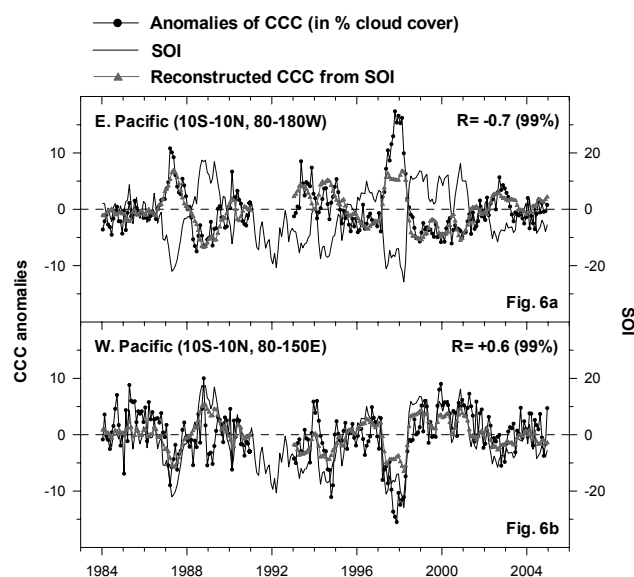 Anomalies of CCC (in % cloud cover)
SOI
Reconstructed CCC from SOI
E. Pacific (10S-10N, 80-180W)
R= -0.7 (99%)
10
0
-10
20
0
-20
Fig. 6a
CCC anomalies
SOI
W. Pacific (10S-10N, 80-150E)
R= +0.6 (99%)
10
0
-10
20
0
-20
Fig. 6b
1984 1988 1992 1996 2000 2004